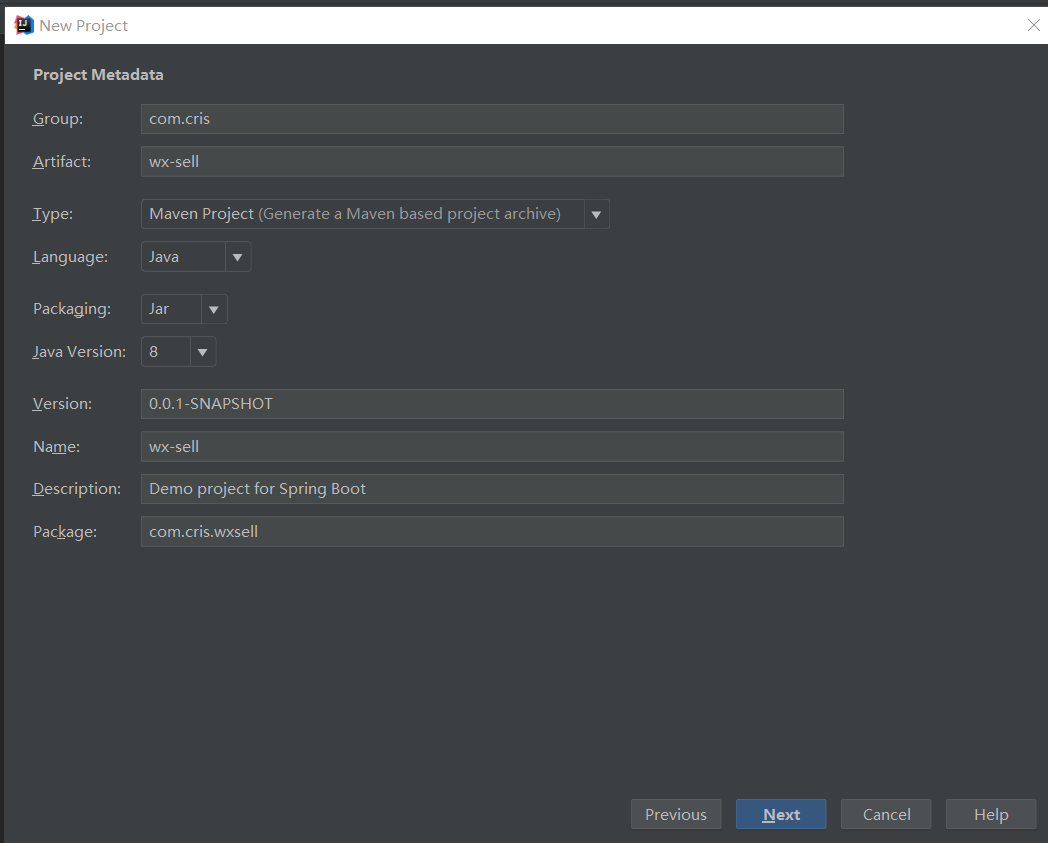 New Project
Project Metadata
Group: com.cris
Artifact: wx-sell
Type: Maven Project (Generate a Maven based project archive)
Language: Java
Packaging: Jar
Java Version: 8
Version: 0.0.1-SNAPSHOT
Name: wx-sell
Description: Demo project for Spring Boot
Package: com.cris.wxsell
Previous Next Cancel Help